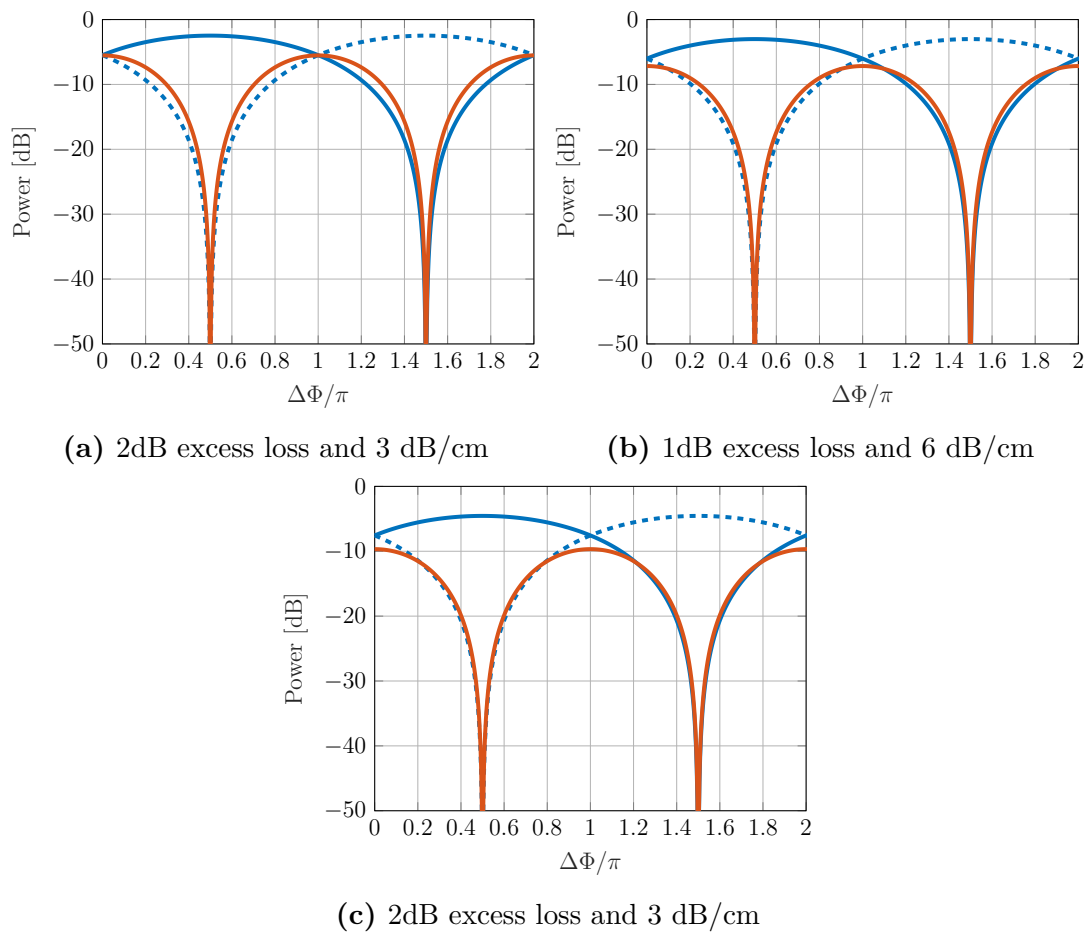 0
−10
−20
−30
−40
−50
Power [dB]
0 0.2 0.4 0.6 0.8 1 1.2 1.4 1.6 1.8 2
ΔΦ/π
(a) 2dB excess loss and 3 dB/cm
0
−10
−20
−30
−40
−50
Power [dB]
0 0.2 0.4 0.6 0.8 1 1.2 1.4 1.6 1.8 2
ΔΦ/π
(b) 1dB excess loss and 6 dB/cm
0
−10
−20
−30
−40
−50
Power [dB]
0 0.2 0.4 0.6 0.8 1 1.2 1.4 1.6 1.8 2
ΔΦ/π
(c) 2dB excess loss and 3 dB/cm